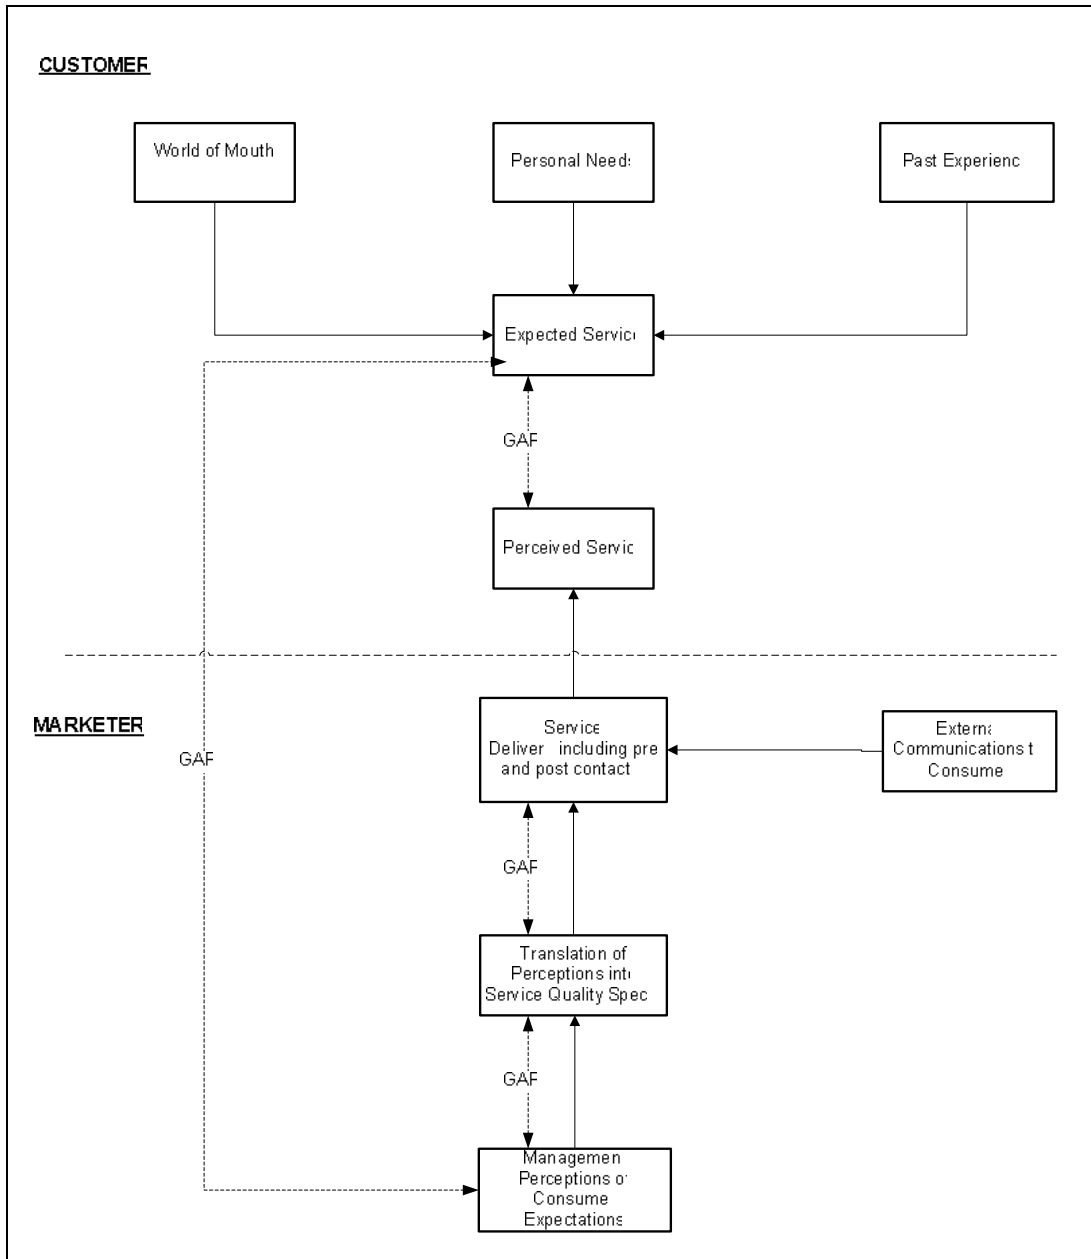 CUSTOMER
World of Mouth
Personal Needs
Past Experienc
Expected Servic
GAP
Perceived Servic
MARKETER
Service
Deliver including pre
and post contact
Externa
Communications t
Consume
GAP
GAP
Translation of
Perceptions int
Service Quality Spec
GAP
Managemen
Perceptions o
Consume
Expectations